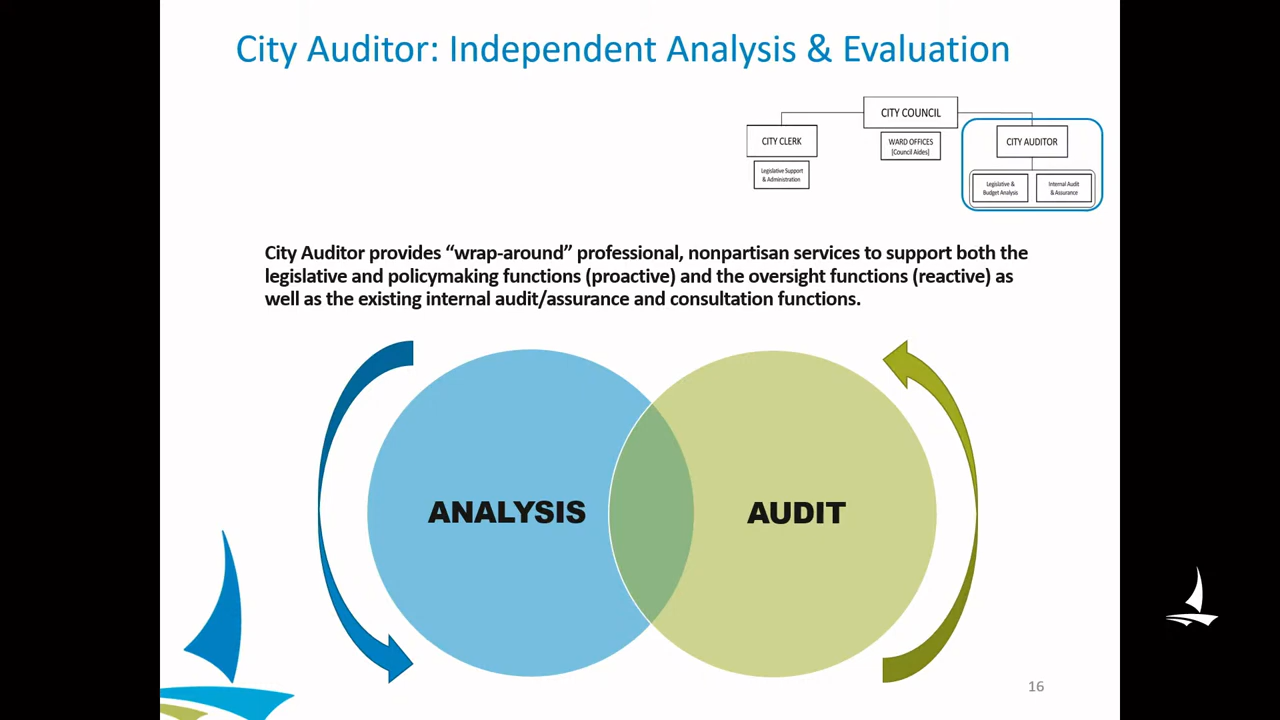 City Auditor: Independent Analysis & Evaluation
CITY COUNCIL
CITY CLERK
WARD OFFICES
[Council Aides]
CITY AUDITOR
Legislative Support
& Administration
Legislative &
Budget Analysis
Internal Audit
& Assurance
City Auditor provides “wrap-around” professional, nonpartisan services to support both the
legislative and policymaking functions (proactive) and the oversight functions (reactive) as
well as the existing internal audit/assurance and consultation functions.
ANALYSIS
AUDIT
16